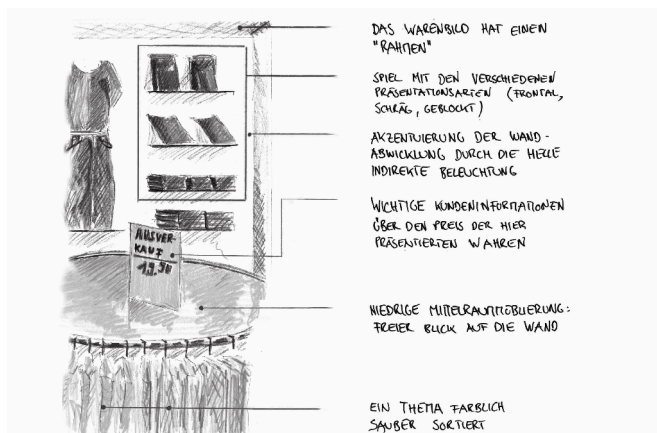 DAS WARENBILD HAT EINEN
"RAHMEN"
SPIEL MIT DEN VERSCHIEDENEN
PRÄSENTATIONSARTEN (FRONTAL,
SCHRÄG, GEBLOCKT)
AKZENTUIERUNG DER WAND-
ABWICKLUNG DURCH DIE HELLE
INDIREKTE BELEUCHTUNG
WICHTIGE KUNDENINFORMATIONEN
ÜBER DEN PREIS DER HIER
PRÄSENTIERTEN WAHREN
AUSVER-
KAUF
19.90
NIEDRIGE MITTELRAUMMÖBLIERUNG:
FREIER BLICK AUF DIE WAND
EIN THEMA FARBLICH
SAUBER SORTIERT